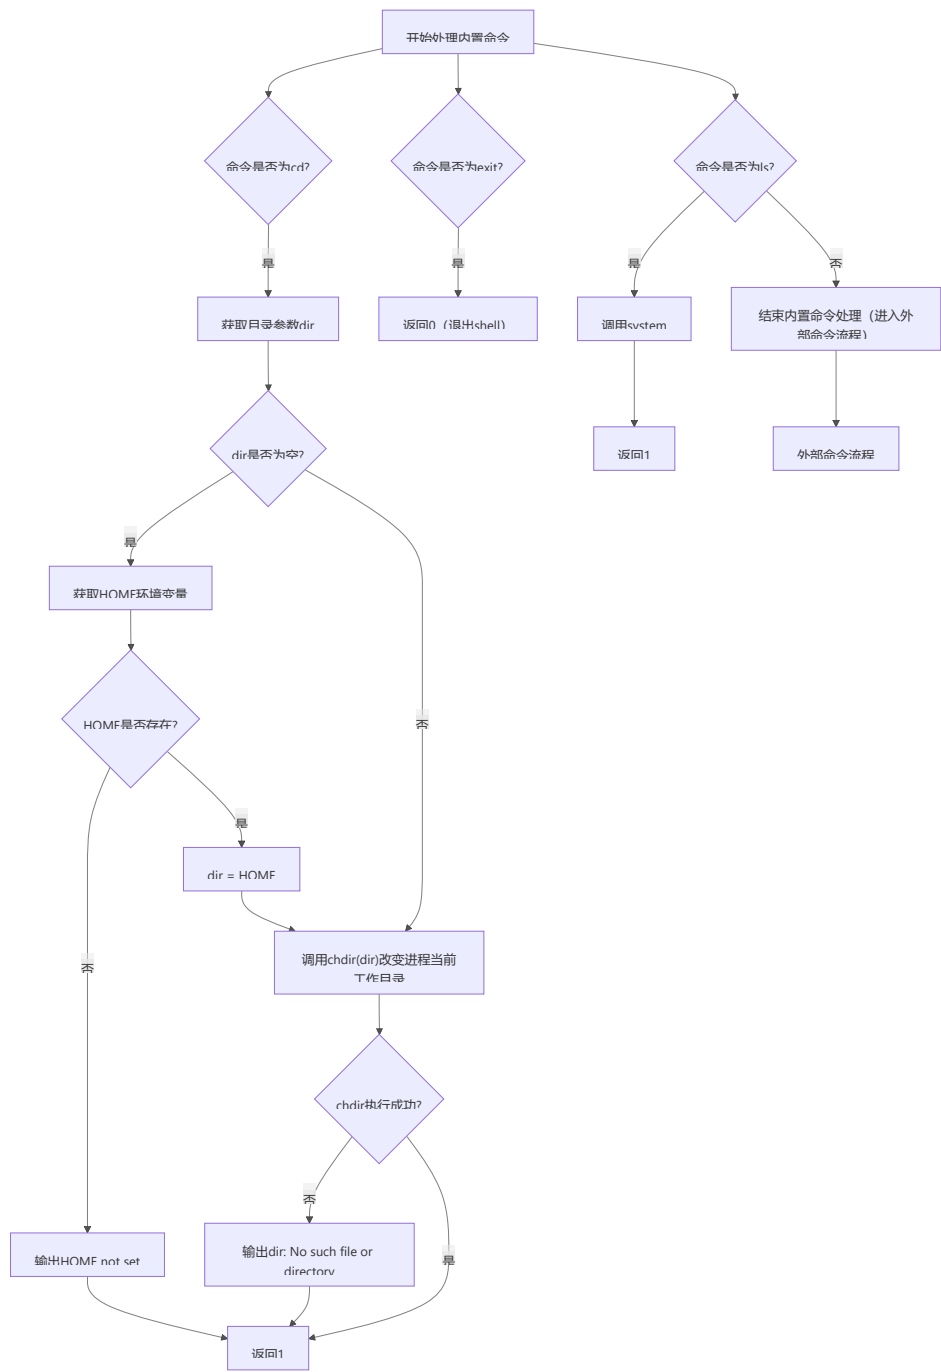 开始处理内置命令
命令是否为cd?
命令是否为exit?
命令是否为ls?
是
是
是
否
获取目录参数dir
返回0（退出shell）
调用system
结束内置命令处理（进入外
部命令流程）
dir是否为空?
返回1
外部命令流程
是
获取HOME环境变量
HOME是否存在?
否
是
dir = HOME
调用chdir(dir)改变进程当前
工作目录
否
chdir执行成功?
否
输出HOME not set
输出dir: No such file or
directory
是
返回1